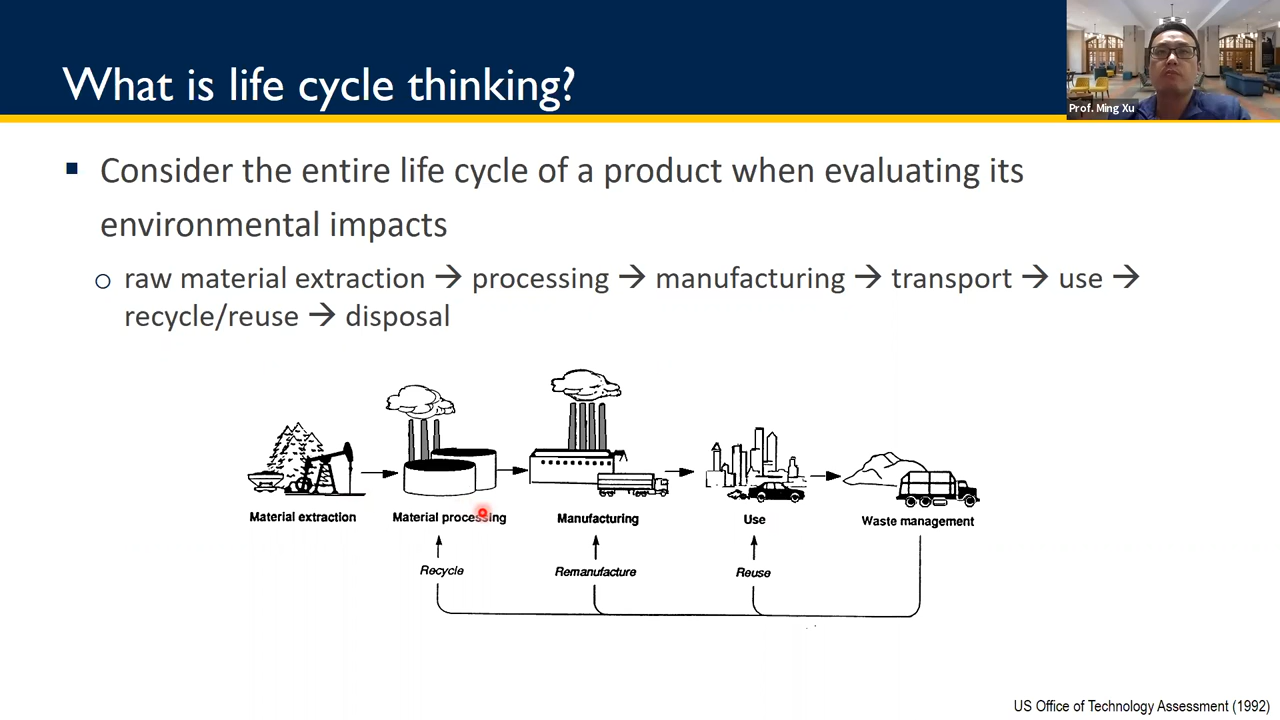 What is life cycle thinking?
Prof. Ming Xu
▪ Consider the entire life cycle of a product when evaluating its
environmental impacts
o raw material extraction → processing → manufacturing → transport → use →
recycle/reuse → disposal
Material extraction
Material processing
Manufacturing
Use
Waste management
Recycle
Remanufacture
Reuse
US Office of Technology Assessment (1992)